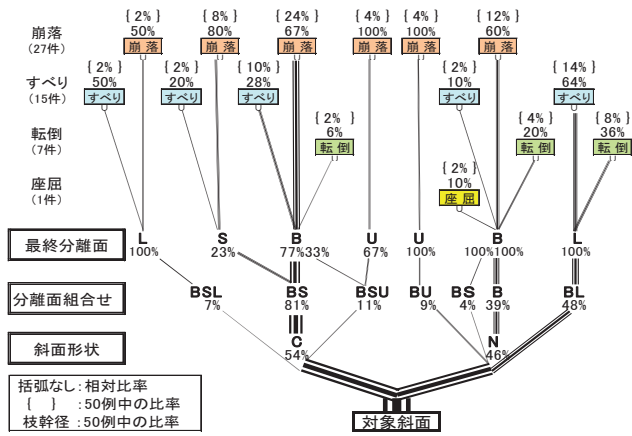 崩落
(27件)
{ 2% } { 8% } { 24% } { 4% } { 4% } { 12% }
50% 80% 67% 100% 100% 60%
崩落 崩落 崩落 崩落 崩落 崩落
すべり
(15件)
{ 2% } { 2% } { 10% } { 2% } { 14% }
50% 20% 28% 10% 64%
すべり すべり すべり すべり すべり
転倒
(7件)
{ 2% } { 4% } { 8% }
6% 20% 36%
転倒 転倒 転倒
座屈
(1件)
{ 2% }
10%
座屈
最終分離面
L S B U U B L
100% 23% 77% 33% 67% 100% 100% 100% 100%
分離面組合せ
BSL BS BSU BU BS B BL
7% 81% 11% 9% 4% 39% 48%
斜面形状
C N
54% 46%
対象斜面
括弧なし:相対比率
{ } :50例中の比率
枝幹径:50例中の比率